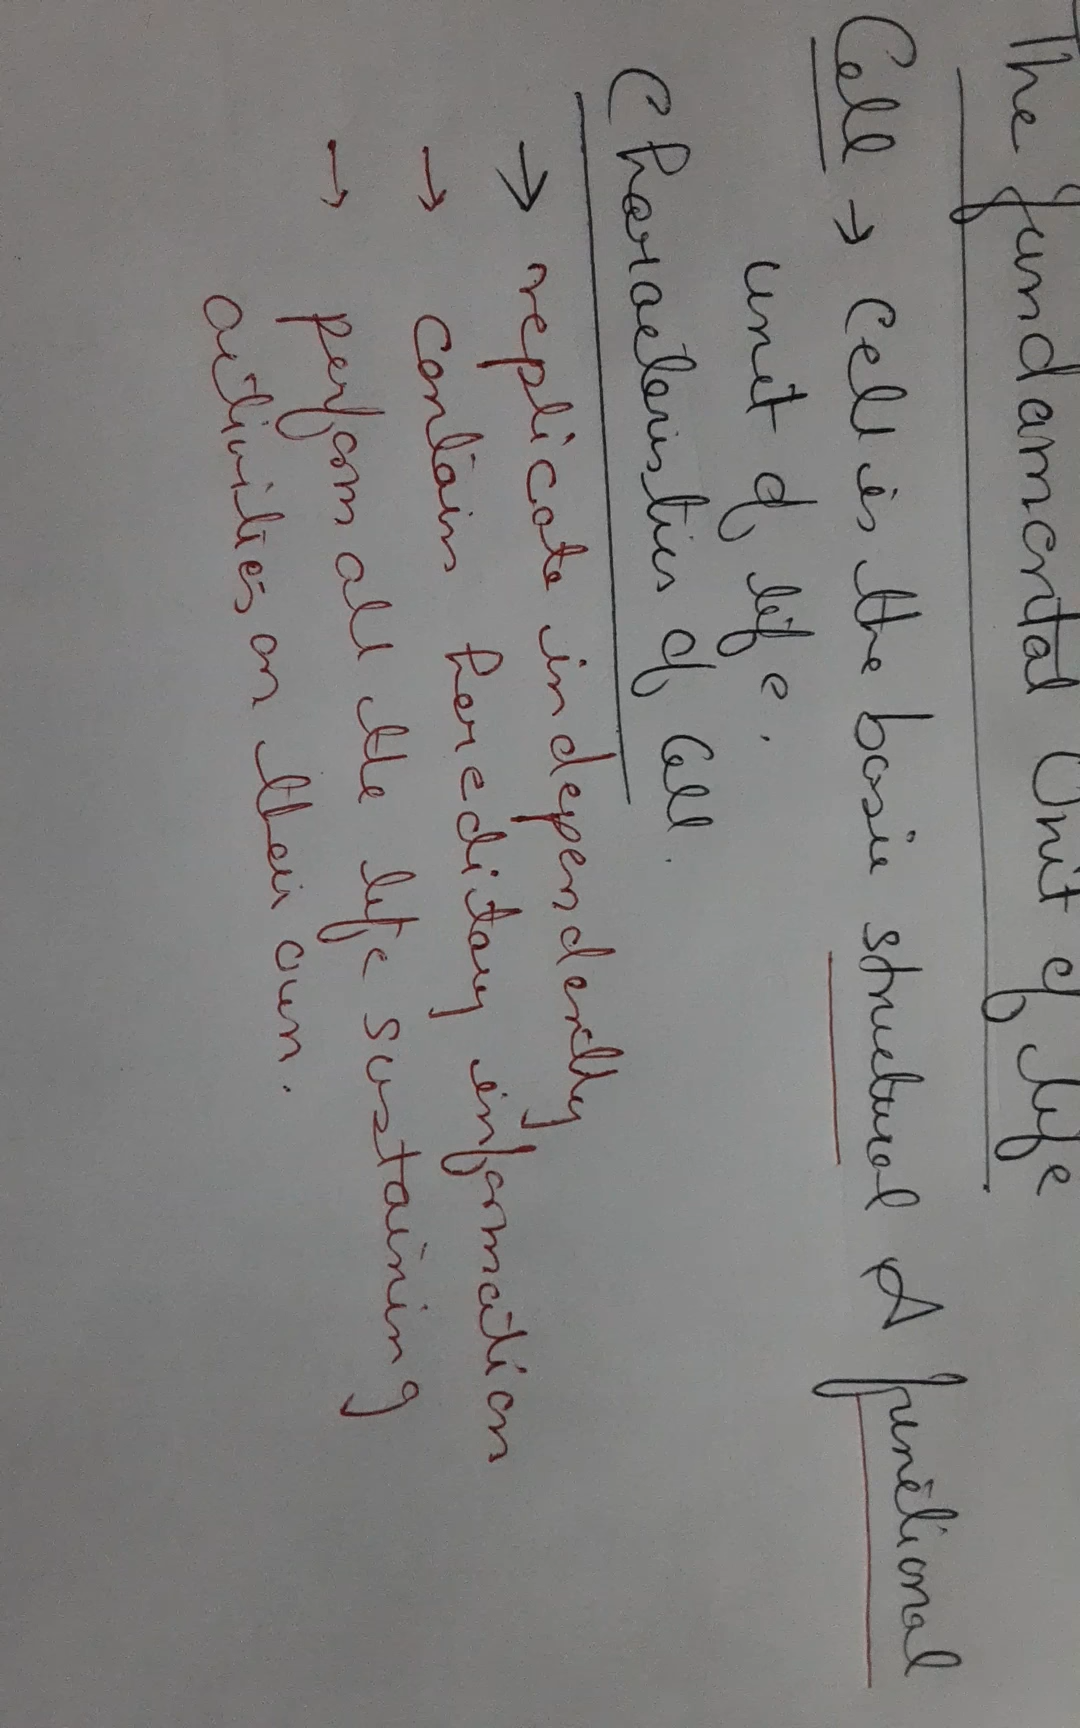 The fundamental Unit of life
Cell → Cell is the basic structural & functional
unit of life.
Characteristics of Cell.
→ replicate independently
→ contain hereditary information
→ perform all the life sustaining
activities on their own.